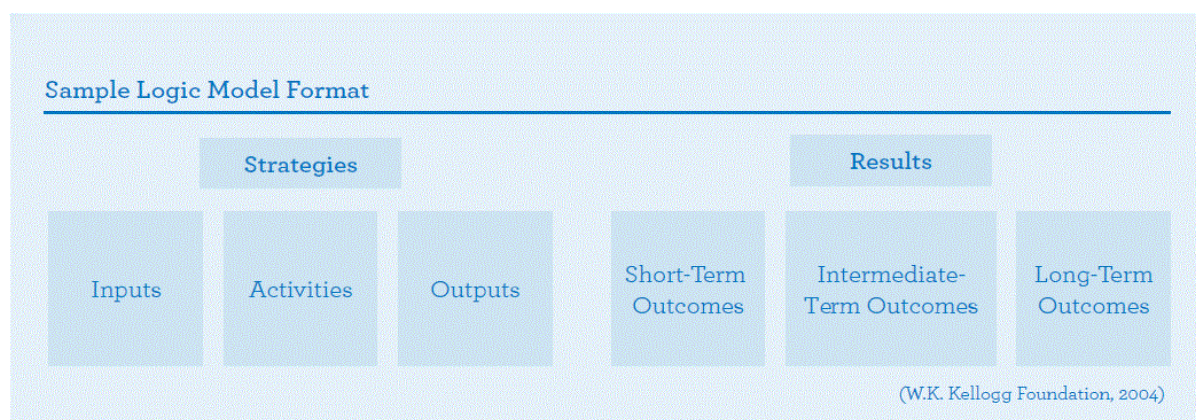 Sample Logic Model Format
Strategies
Results
Inputs
Activities
Outputs
Short-Term
Outcomes
Intermediate-
Term Outcomes
Long-Term
Outcomes
(W.K. Kellogg Foundation, 2004)